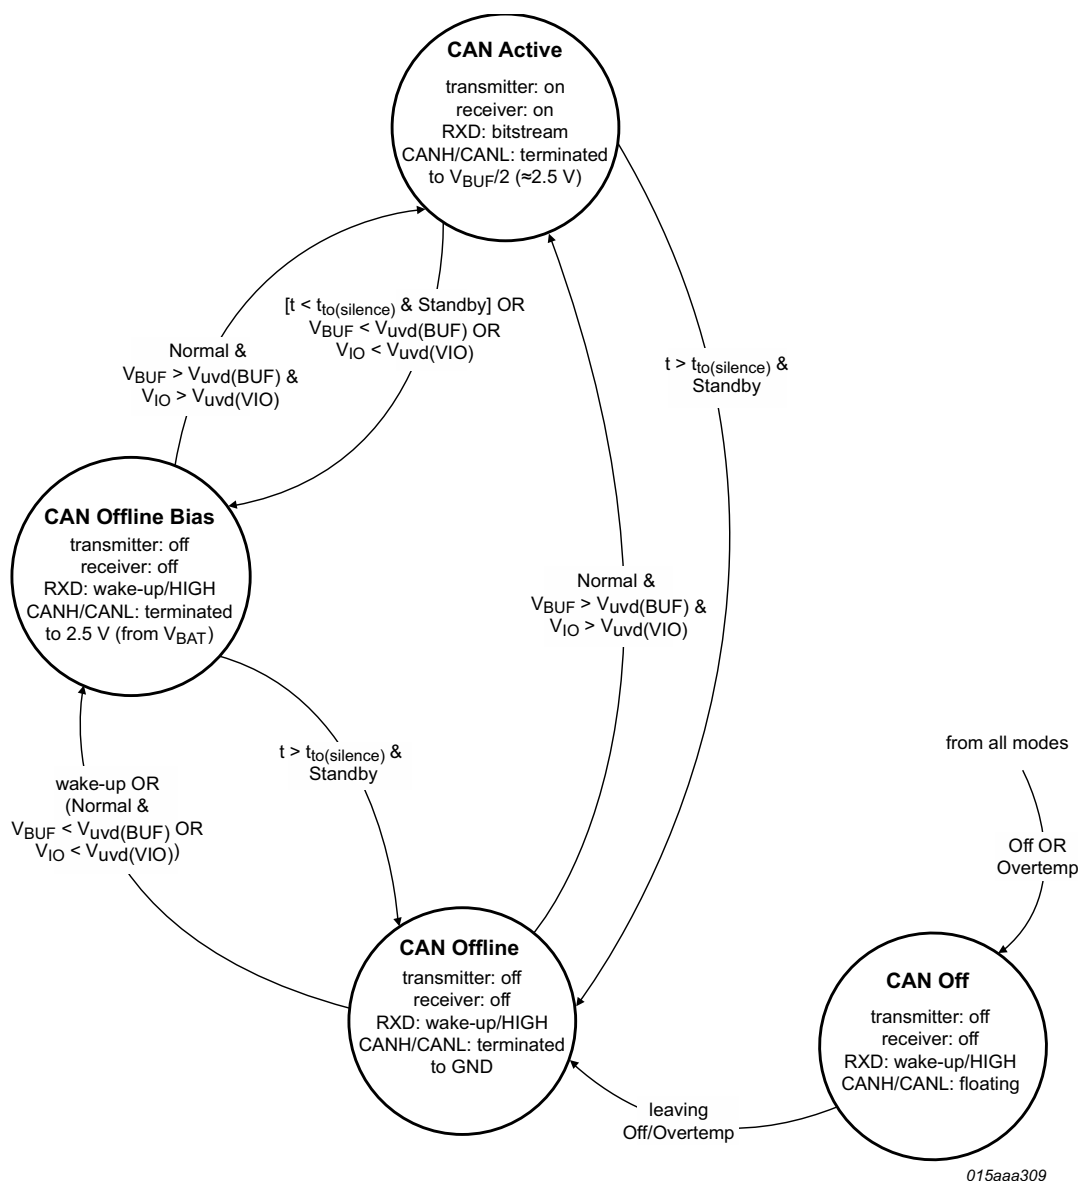 CAN Active
transmitter: on
receiver: on
RXD: bitstream
CANH/CANL: terminated
to VBUF/2 (≈2.5 V)
[t < tto(silence) & Standby] OR
VBUF < Vuvd(BUF) OR
VIO < Vuvd(VIO)
Normal &
VBUF > Vuvd(BUF) &
VIO > Vuvd(VIO)
t > tto(silence) &
Standby
CAN Offline Bias
transmitter: off
receiver: off
RXD: wake-up/HIGH
CANH/CANL: terminated
to 2.5 V (from VBAT)
Normal &
VBUF > Vuvd(BUF) &
VIO > Vuvd(VIO)
t > tto(silence) &
Standby
wake-up OR
(Normal &
VBUF < Vuvd(BUF) OR
VIO < Vuvd(VIO))
from all modes
Off OR
Overtemp
CAN Offline
transmitter: off
receiver: off
RXD: wake-up/HIGH
CANH/CANL: terminated
to GND
CAN Off
transmitter: off
receiver: off
RXD: wake-up/HIGH
CANH/CANL: floating
leaving
Off/Overtemp
015aaa309